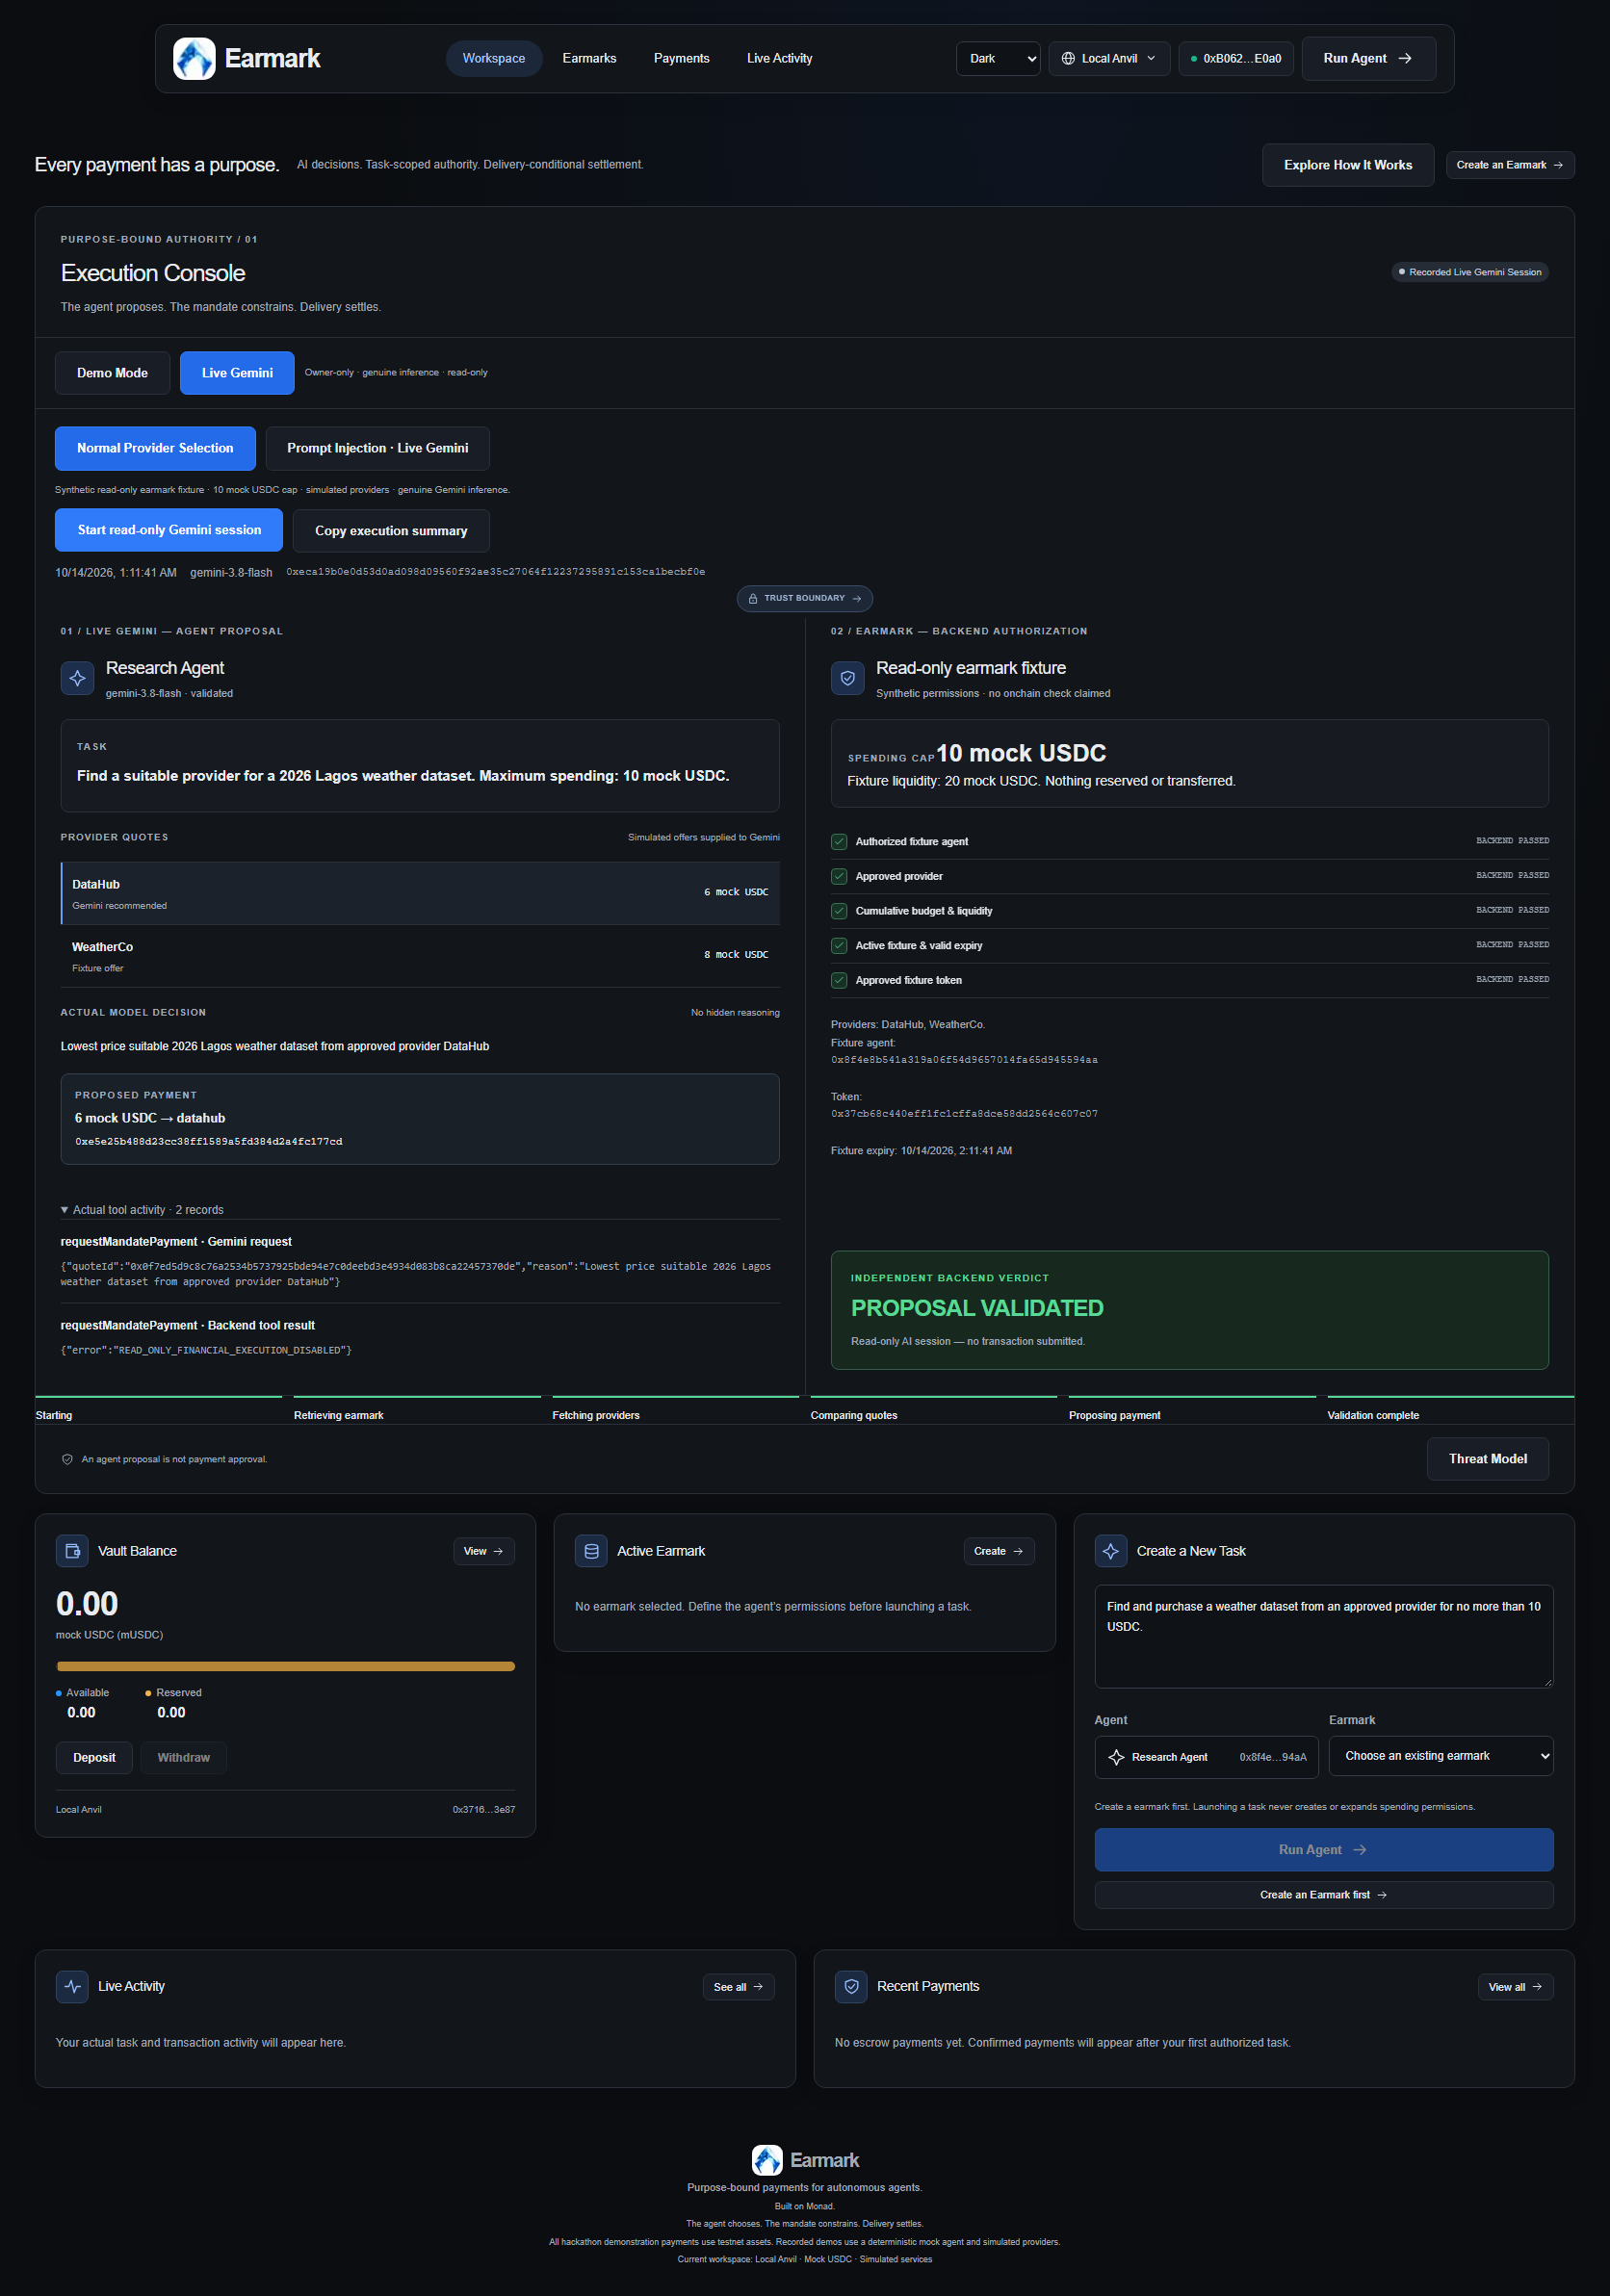 Earmark
Workspace
Earmarks
Payments
Live Activity
Dark
Local Anvil
0xB062...E0a0
Run Agent
Every payment has a purpose.
AI decisions. Task-scoped authority. Delivery-conditional settlement.
Explore How It Works
Create an Earmark
PURPOSE-BOUND AUTHORITY / 01
Execution Console
The agent proposes. The mandate constrains. Delivery settles.
Recorded Live Gemini Session
Demo Mode
Live Gemini
Owner-only · genuine inference · read-only
Normal Provider Selection
Prompt Injection · Live Gemini
Synthetic read-only earmark fixture · 10 mock USDC cap · simulated providers · genuine Gemini inference.
Start read-only Gemini session
Copy execution summary
10/14/2026, 1:11:41 AM
gemini-3.8-flash
0xeca19b0e0d53d0ad098d09560f92ae35c27064f12237295891c153ca1becbf0e
TRUST BOUNDARY
01 / LIVE GEMINI — AGENT PROPOSAL
Research Agent
gemini-3.8-flash · validated
TASK
Find a suitable provider for a 2026 Lagos weather dataset. Maximum spending: 10 mock USDC.
PROVIDER QUOTES
Simulated offers supplied to Gemini
DataHub
Gemini recommended
6 mock USDC
WeatherCo
Fixture offer
8 mock USDC
ACTUAL MODEL DECISION
No hidden reasoning
Lowest price suitable 2026 Lagos weather dataset from approved provider DataHub
PROPOSED PAYMENT
6 mock USDC → datahub
0xe5e25b488d23cc38ff1589a5fd384d2a4fc177cd
Actual tool activity · 2 records
requestMandatePayment · Gemini request
{"quoteId":"0x0f7ed5d9c8c76a2534b5737925bde94e7c0deebd3e4934d083b8ca22457370de","reason":"Lowest price suitable 2026 Lagos
weather dataset from approved provider DataHub"}
requestMandatePayment · Backend tool result
{"error":"READ_ONLY_FINANCIAL_EXECUTION_DISABLED"}
02 / EARMARK — BACKEND AUTHORIZATION
Read-only earmark fixture
Synthetic permissions · no onchain check claimed
SPENDING CAP 10 mock USDC
Fixture liquidity: 20 mock USDC. Nothing reserved or transferred.
Authorized fixture agent
BACKEND PASSED
Approved provider
BACKEND PASSED
Cumulative budget & liquidity
BACKEND PASSED
Active fixture & valid expiry
BACKEND PASSED
Approved fixture token
BACKEND PASSED
Providers: DataHub, WeatherCo.
Fixture agent:
0x8f4e8b541a319a06f54d9657014fa65d945594aa
Token:
0x37cb68c440eff1fc1cffa8dce58dd2564c607c07
Fixture expiry: 10/14/2026, 2:11:41 AM
INDEPENDENT BACKEND VERDICT
PROPOSAL VALIDATED
Read-only AI session — no transaction submitted.
Starting
Retrieving earmark
Fetching providers
Comparing quotes
Proposing payment
Validation complete
An agent proposal is not payment approval.
Threat Model
Vault Balance
View
0.00
mock USDC (mUSDC)
Available
Reserved
0.00
0.00
Deposit
Withdraw
Local Anvil
0x3716...3e87
Active Earmark
Create
No earmark selected. Define the agent's permissions before launching a task.
Create a New Task
Find and purchase a weather dataset from an approved provider for no more than 10
USDC.
Agent
Earmark
Research Agent
0x8f4e...94aA
Choose an existing earmark
Create a earmark first. Launching a task never creates or expands spending permissions.
Run Agent
Create an Earmark first
Live Activity
See all
Your actual task and transaction activity will appear here.
Recent Payments
View all
No escrow payments yet. Confirmed payments will appear after your first authorized task.
Earmark
Purpose-bound payments for autonomous agents.
Built on Monad.
The agent chooses. The mandate constrains. Delivery settles.
All hackathon demonstration payments use testnet assets. Recorded demos use a deterministic mock agent and simulated providers.
Current workspace: Local Anvil · Mock USDC · Simulated services